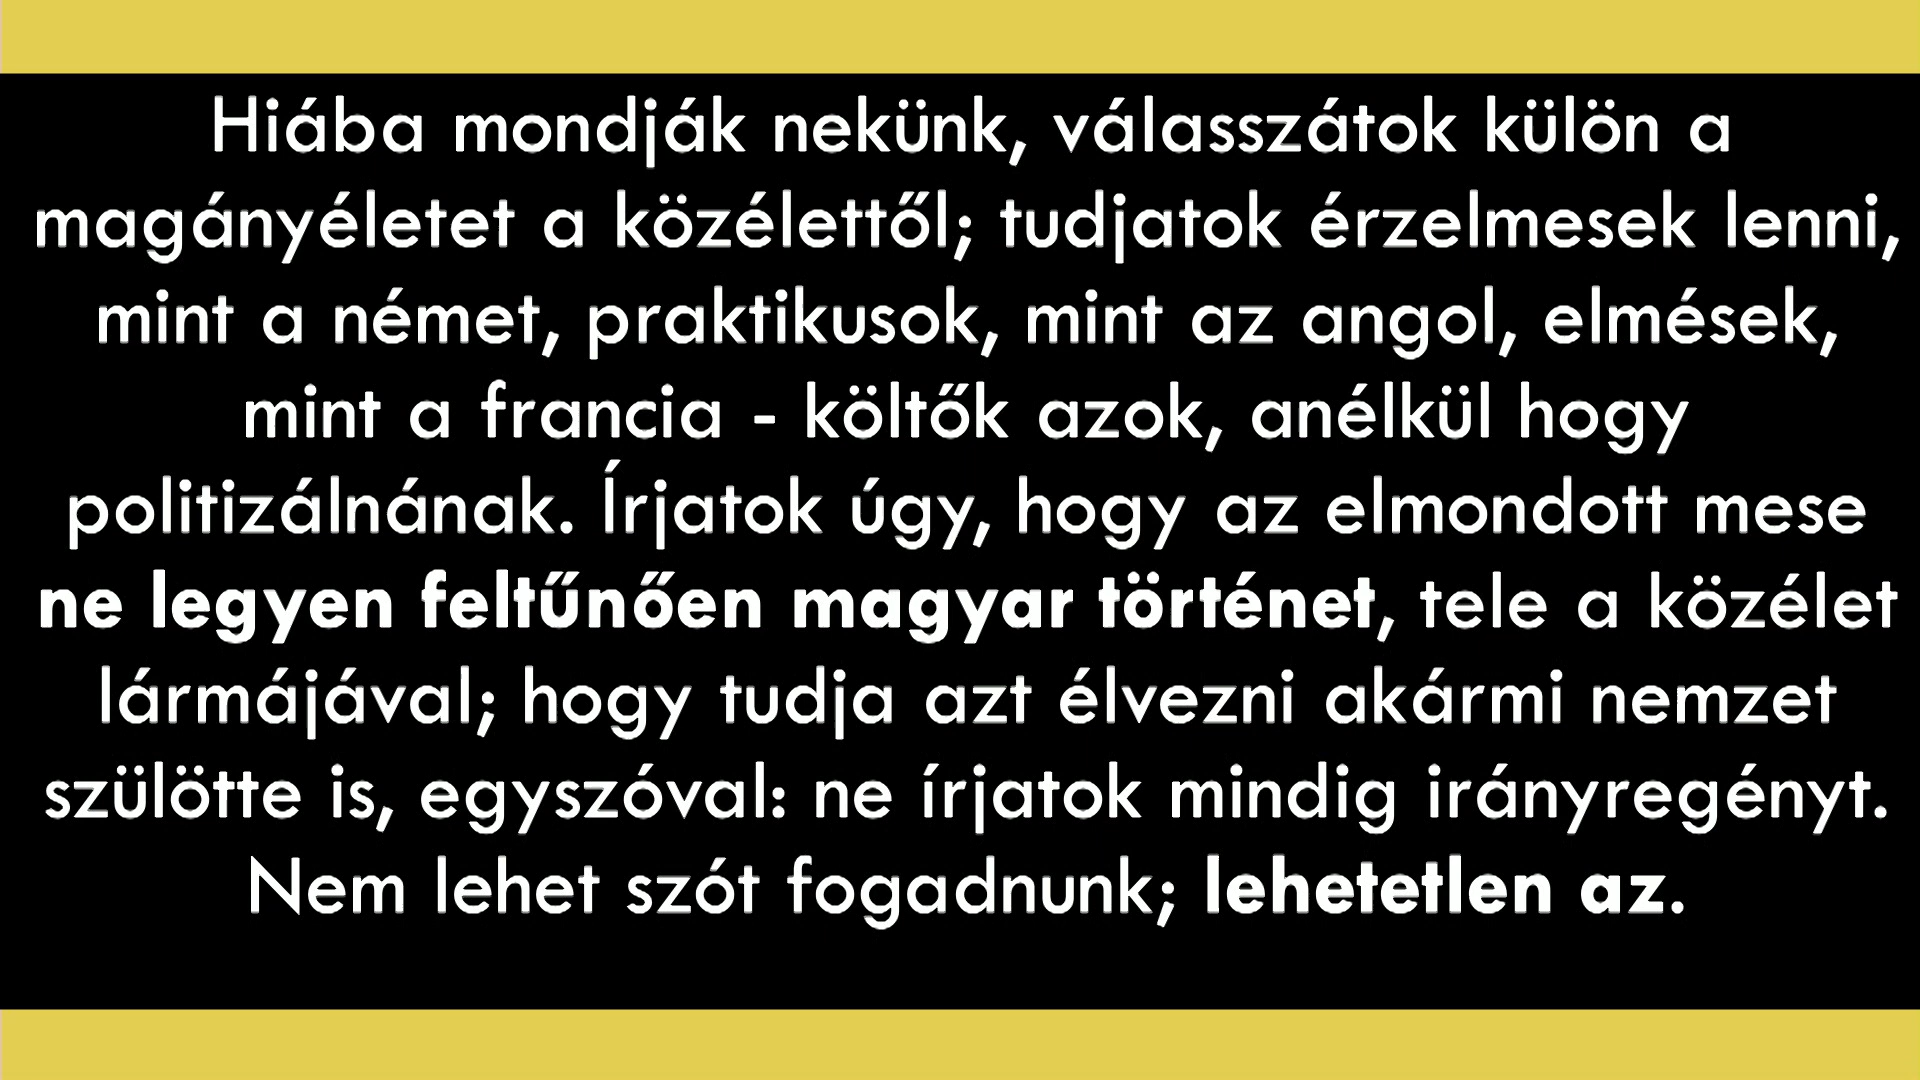 Hiába mondják nekünk, válasszátok külön a
magányéletet a közélettől; tudjatok érzelmesek lenni,
mint a német, praktikusok, mint az angol, elmések,
mint a francia - költők azok, anélkül hogy
politizálnának. Írjatok úgy, hogy az elmondott mese
ne legyen feltűnően magyar történet, tele a közélet
lármájával; hogy tudja azt élvezni akármi nemzet
szülötte is, egyszóval: ne írjatok mindig irányregényt.
Nem lehet szót fogadnunk; lehetetlen az.